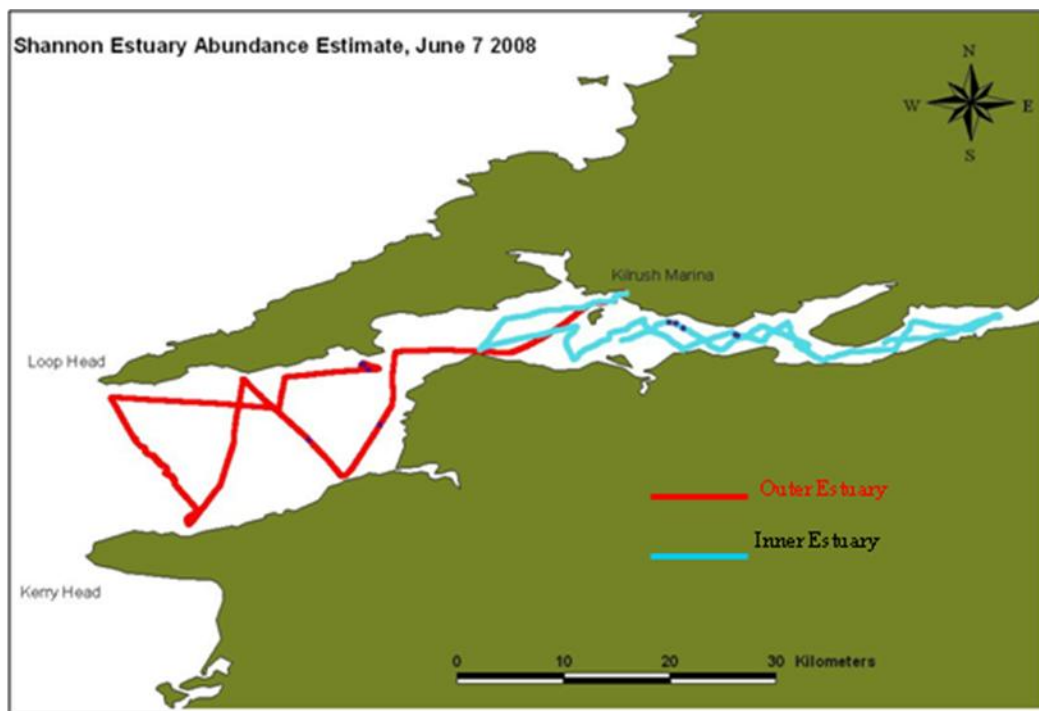 Shannon Estuary Abundance Estimate, June 7 2008
N
W
E
S
Kilrush Marina
Loop Head
Outer Estuary
Inner Estuary
Kerry Head
0 10 20 30 Kilometers